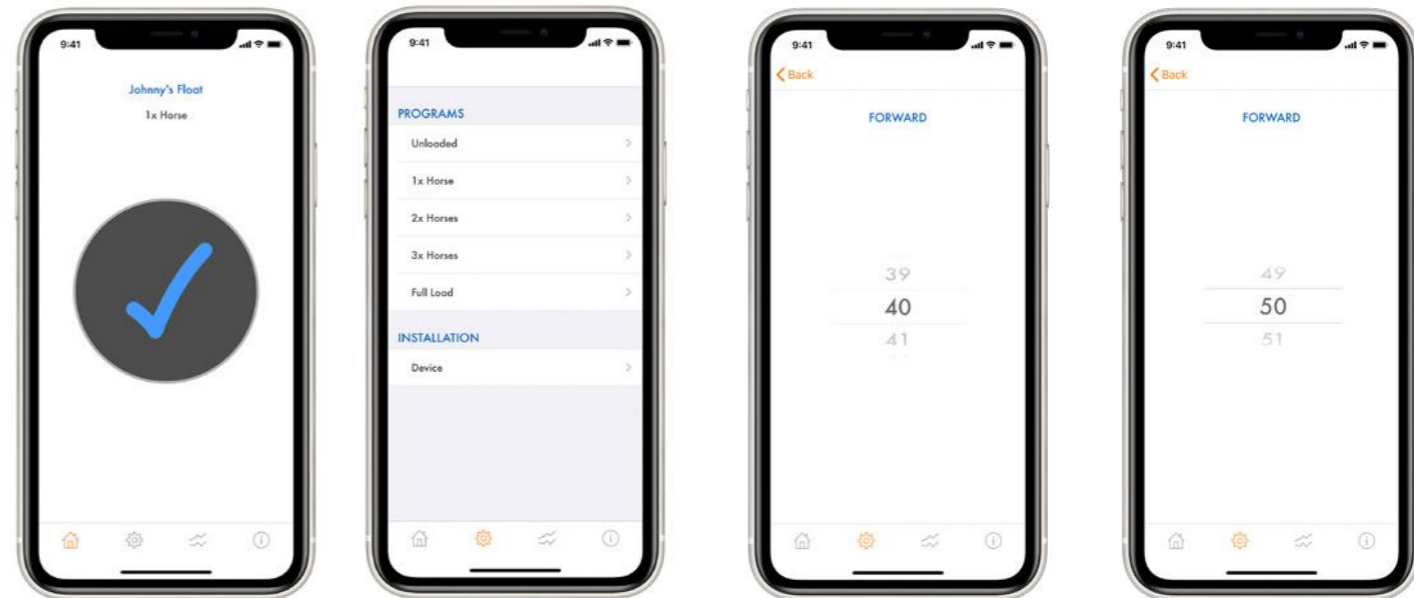 9:41
Johnny's Float
1x Horse
9:41
PROGRAMS
Unloaded
1x Horse
2x Horses
3x Horses
Full Load
INSTALLATION
Device
9:41
Back
FORWARD
39
40
41
9:41
Back
FORWARD
49
50
51